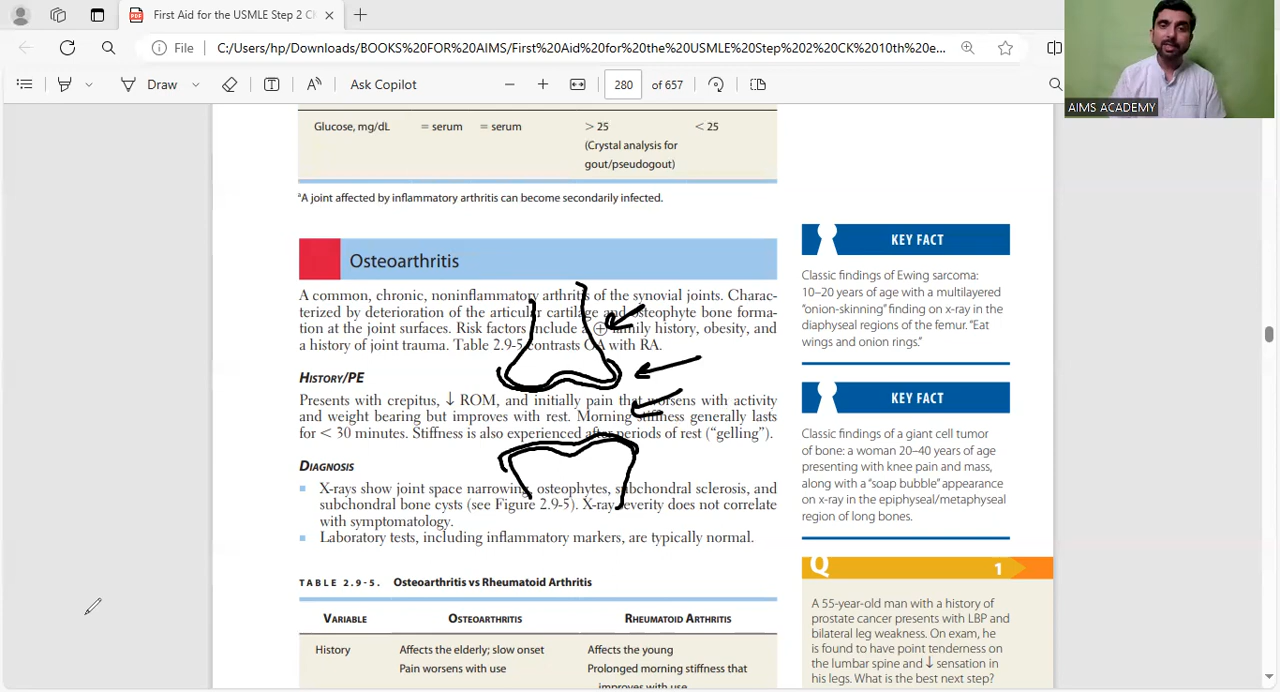 First Aid for the USMLE Step 2 CK
File
C:/Users/hp/Downloads/BOOKS%20FOR%20AIMS/First%20Aid%20for%20the%20USMLE%20Step%202%20CK%2010th%20e...
Draw
Ask Copilot
280 of 657
AIMS ACADEMY
Glucose, mg/dL = serum = serum > 25 < 25
(Crystal analysis for
gout/pseudogout)
aA joint affected by inflammatory arthritis can become secondarily infected.
Osteoarthritis
A common, chronic, noninflammatory arthritis of the synovial joints. Charac-
terized by deterioration of the articular cartilage and osteophyte bone forma-
tion at the joint surfaces. Risk factors include a ⊕ family history, obesity, and
a history of joint trauma. Table 2.9-5 contrasts OA with RA.
HISTORY/PE
Presents with crepitus, ↓ ROM, and initially pain that worsens with activity
and weight bearing but improves with rest. Morning stiffness generally lasts
for < 30 minutes. Stiffness is also experienced after periods of rest (“gelling”).
DIAGNOSIS
X-rays show joint space narrowing, osteophytes, subchondral sclerosis, and
subchondral bone cysts (see Figure 2.9-5). X-ray severity does not correlate
with symptomatology.
Laboratory tests, including inflammatory markers, are typically normal.
TABLE 2.9-5. Osteoarthritis vs Rheumatoid Arthritis
VARIABLE OSTEOARTHRITIS RHEUMATOID ARTHRITIS
History Affects the elderly; slow onset Affects the young
Pain worsens with use Prolonged morning stiffness that
improves with use
KEY FACT
Classic findings of Ewing sarcoma:
10–20 years of age with a multilayered
“onion-skinning” finding on x-ray in the
diaphyseal regions of the femur. “Eat
wings and onion rings.”
KEY FACT
Classic findings of a giant cell tumor
of bone: a woman 20–40 years of age
presenting with knee pain and mass,
along with a “soap bubble” appearance
on x-ray in the epiphyseal/metaphyseal
region of long bones.
Q 1
A 55-year-old man with a history of
prostate cancer presents with LBP and
bilateral leg weakness. On exam, he
is found to have point tenderness on
the lumbar spine and ↓ sensation in
his legs. What is the best next step?